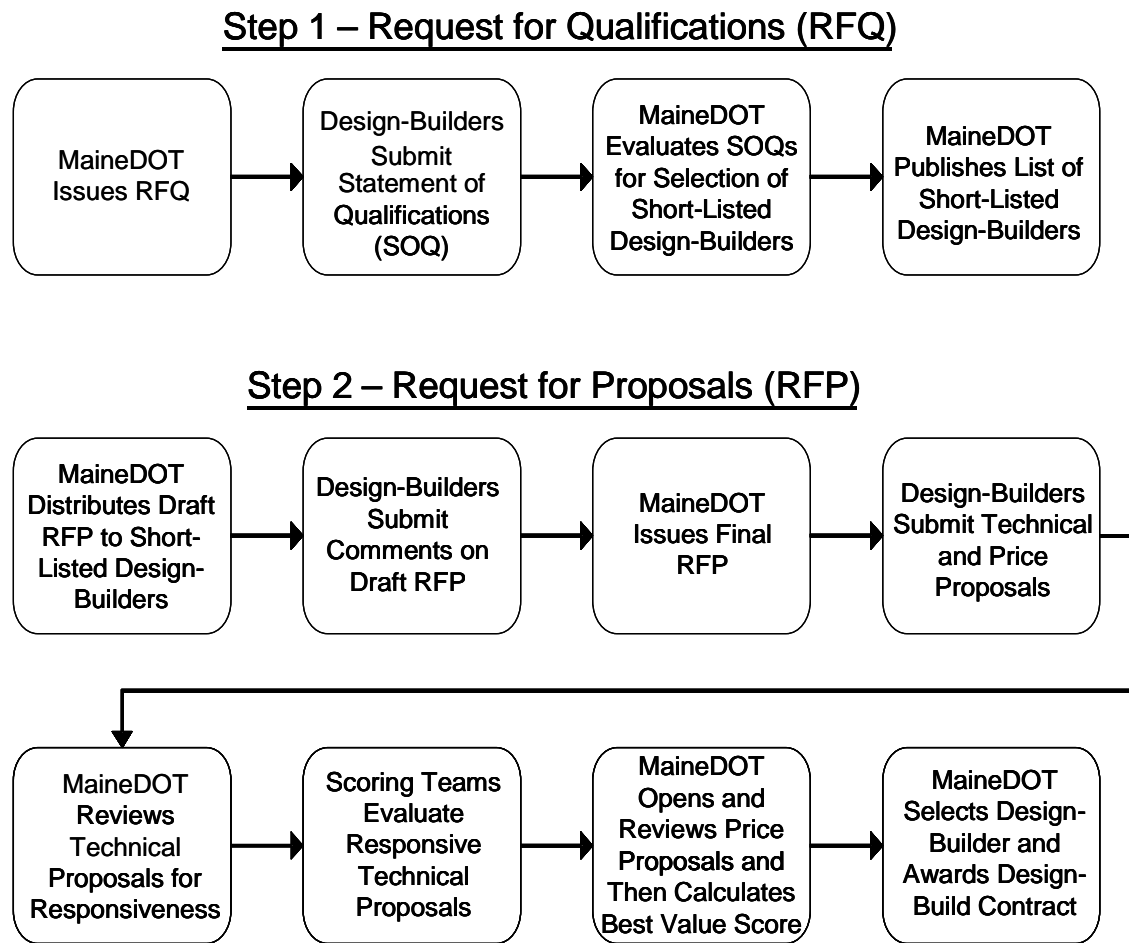 Step 1 – Request for Qualifications (RFQ)
MaineDOT
Issues RFQ
Design-Builders
Submit
Statement of
Qualifications
(SOQ)
MaineDOT
Evaluates SOQs
for Selection of
Short-Listed
Design-Builders
MaineDOT
Publishes List of
Short-Listed
Design-Builders
Step 2 – Request for Proposals (RFP)
MaineDOT
Distributes Draft
RFP to Short-
Listed Design-
Builders
Design-Builders
Submit
Comments on
Draft RFP
MaineDOT
Issues Final
RFP
Design-Builders
Submit Technical
and Price
Proposals
MaineDOT
Reviews
Technical
Proposals for
Responsiveness
Scoring Teams
Evaluate
Responsive
Technical
Proposals
MaineDOT
Opens and
Reviews Price
Proposals and
Then Calculates
Best Value Score
MaineDOT
Selects Design-
Builder and
Awards Design-
Build Contract